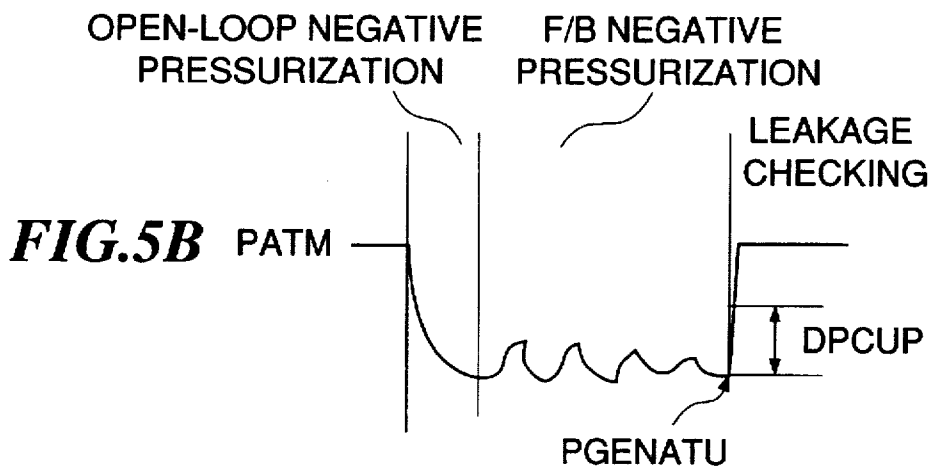 OPEN-LOOP NEGATIVE
PRESSURIZATION
F/B NEGATIVE
PRESSURIZATION
LEAKAGE
CHECKING
FIG.5B
PATM
DPCUP
PGENATU